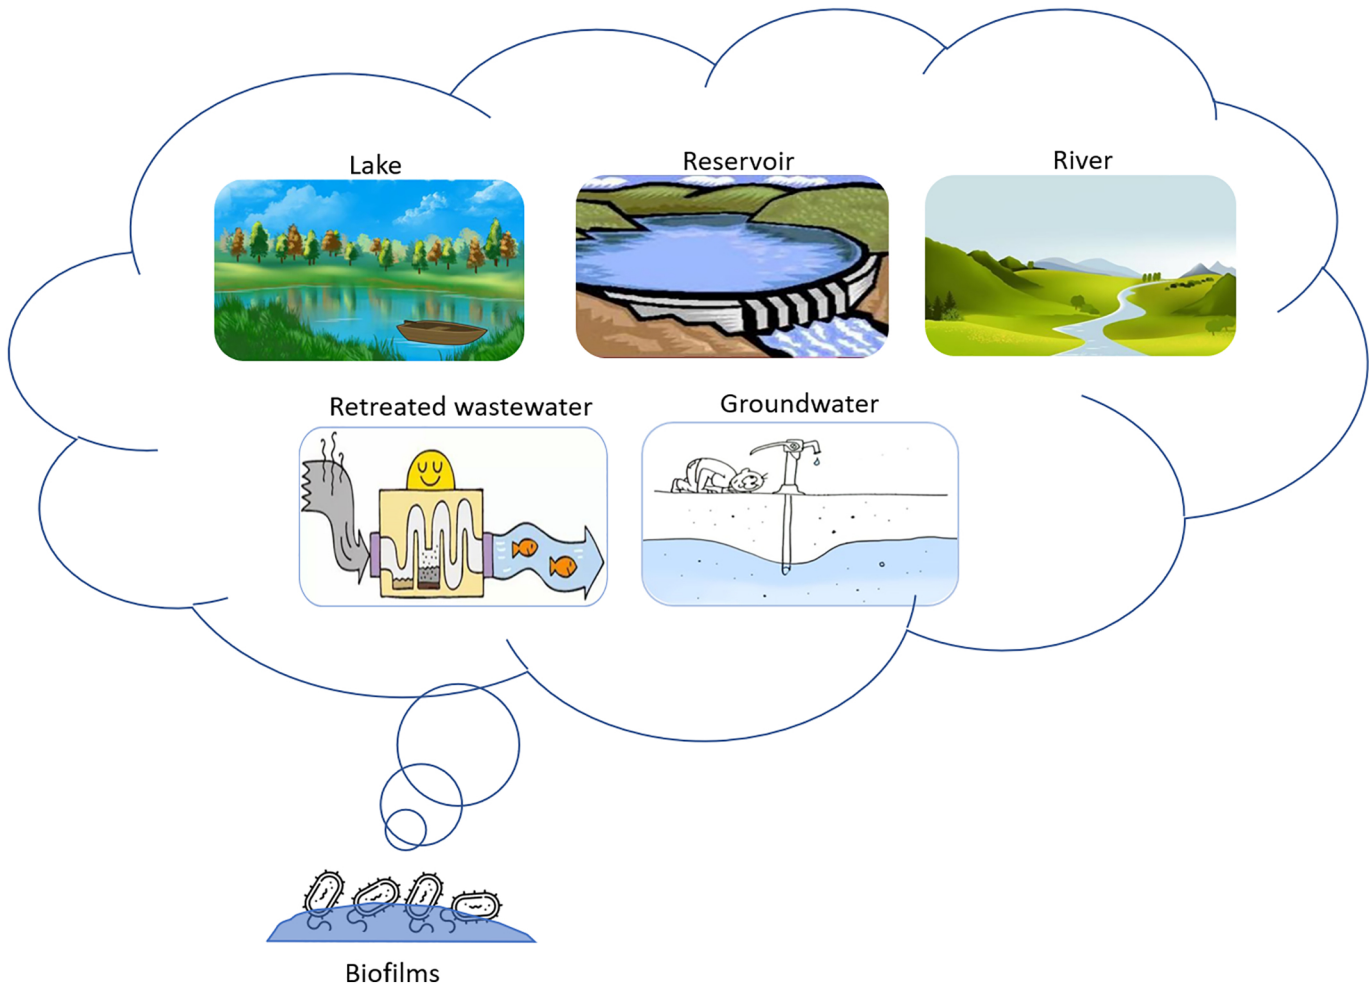 Lake
Reservoir
River
Retreated wastewater
Groundwater
Biofilms